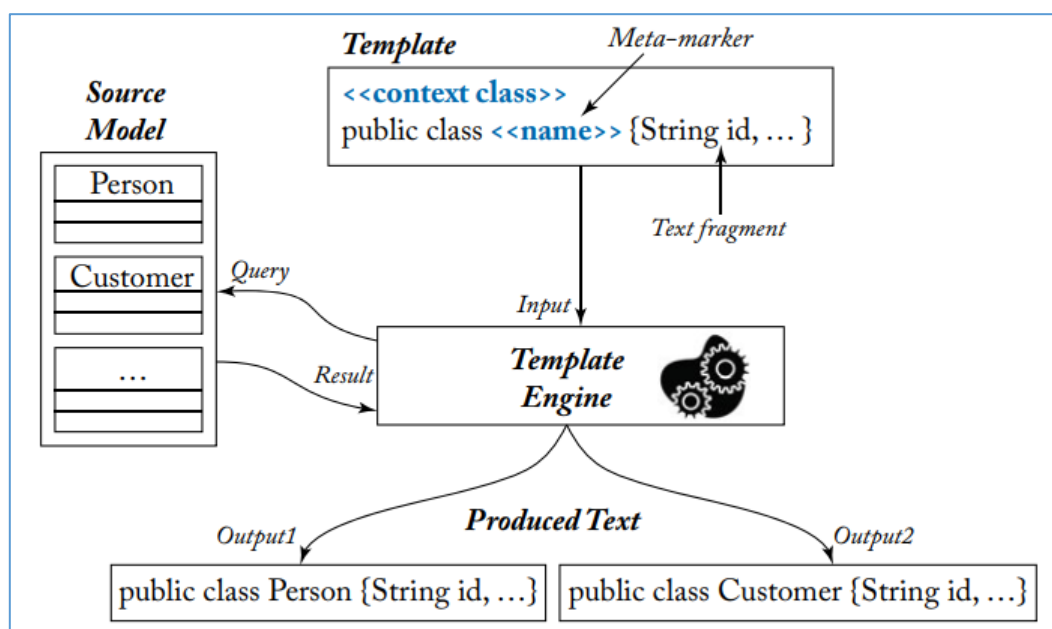 Template
Meta-marker
<<context class>>
public class <<name>> {String id, … }
Text fragment
Source
Model
Person
Customer
…
Query
Result
Input
Template
Engine
Produced Text
Output1
Output2
public class Person {String id, …}
public class Customer {String id, …}